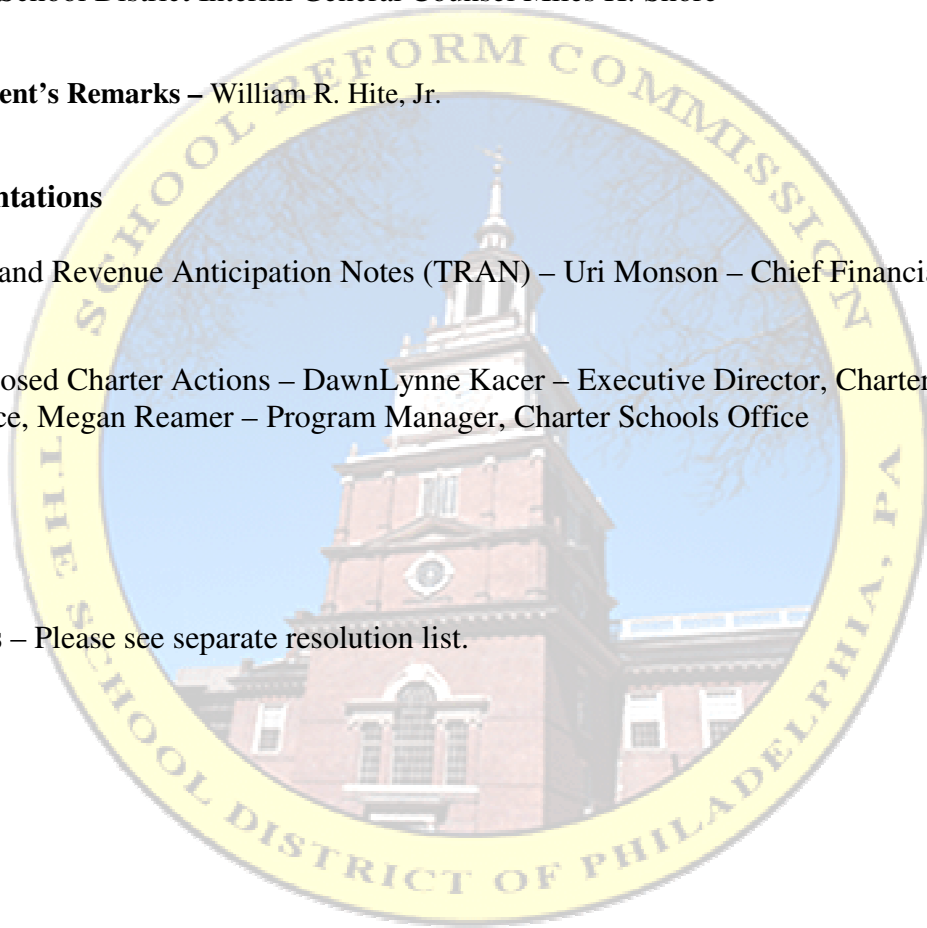 School District Interim General Counsel Miles H. Shore
ent's Remarks – William R. Hite, Jr.
ntations
and Revenue Anticipation Notes (TRAN) – Uri Monson – Chief Financia
osed Charter Actions – DawnLynne Kacer – Executive Director, Charter
ce, Megan Reamer – Program Manager, Charter Schools Office
s – Please see separate resolution list.
SCHOOL REFORM COMMISSION
THE SCHOOL DISTRICT OF PHILADELPHIA, PA